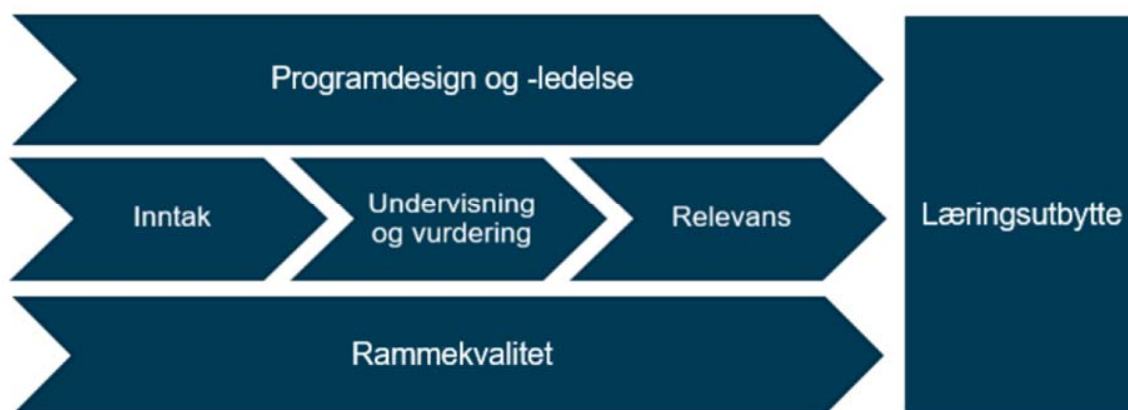 Programdesign og -ledelse
Inntak
Undervisning
og vurdering
Relevans
Læringsutbytte
Rammekvalitet